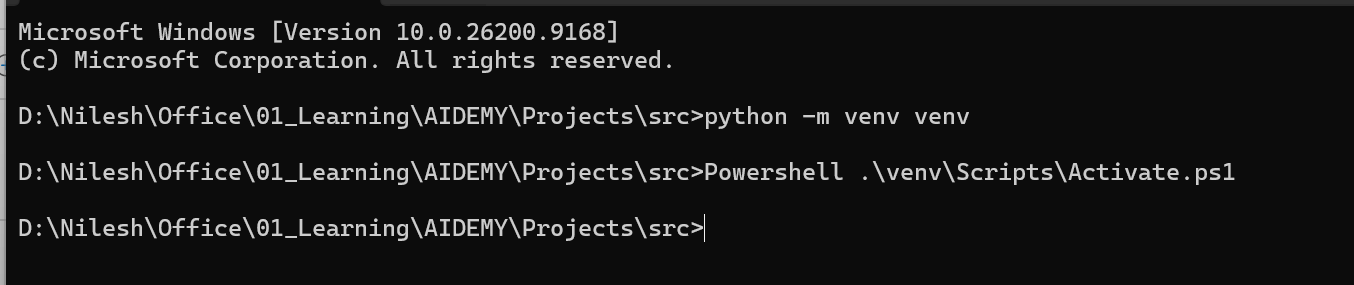 Microsoft Windows [Version 10.0.26200.9168]
(c) Microsoft Corporation. All rights reserved.
D:\Nilesh\Office\01_Learning\AIDEMY\Projects\src>python -m venv venv
D:\Nilesh\Office\01_Learning\AIDEMY\Projects\src>Powershell .\venv\Scripts\Activate.ps1
D:\Nilesh\Office\01_Learning\AIDEMY\Projects\src>